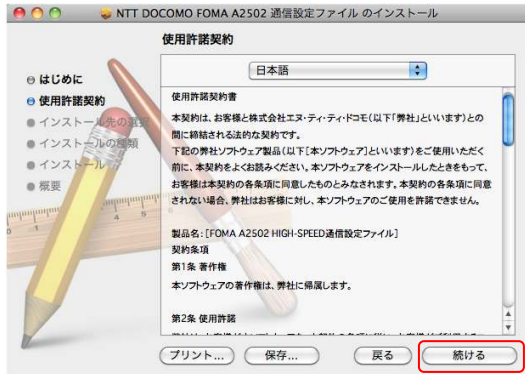 NTT DOCOMO FOMA A2502 通信設定ファイル のインストール
使用許諾契約
はじめに
使用許諾契約
インストール先の選択
インストールの種類
インストール
概要
日本語
使用許諾契約書
本契約は、お客様と株式会社エヌ・ティ・ティ・ドコモ(以下「弊社」といいます)との
間に締結される法的な契約です。
下記の弊社ソフトウェア製品(以下[本ソフトウェア]といいます)をご使用いただく
前に、本契約をよくお読みください。本ソフトウェアをインストールしたときをもって、
お客様は本契約の各条項に同意したものとみなされます。本契約の各条項に同意
されない場合、弊社はお客様に対し、本ソフトウェアのご使用を許諾できません。
製品名:[FOMA A2502 HIGH-SPEED通信設定ファイル]
契約条項
第1条 著作権
本ソフトウェアの著作権は、弊社に帰属します。
第2条 使用許諾
プリント...
保存...
戻る
続ける